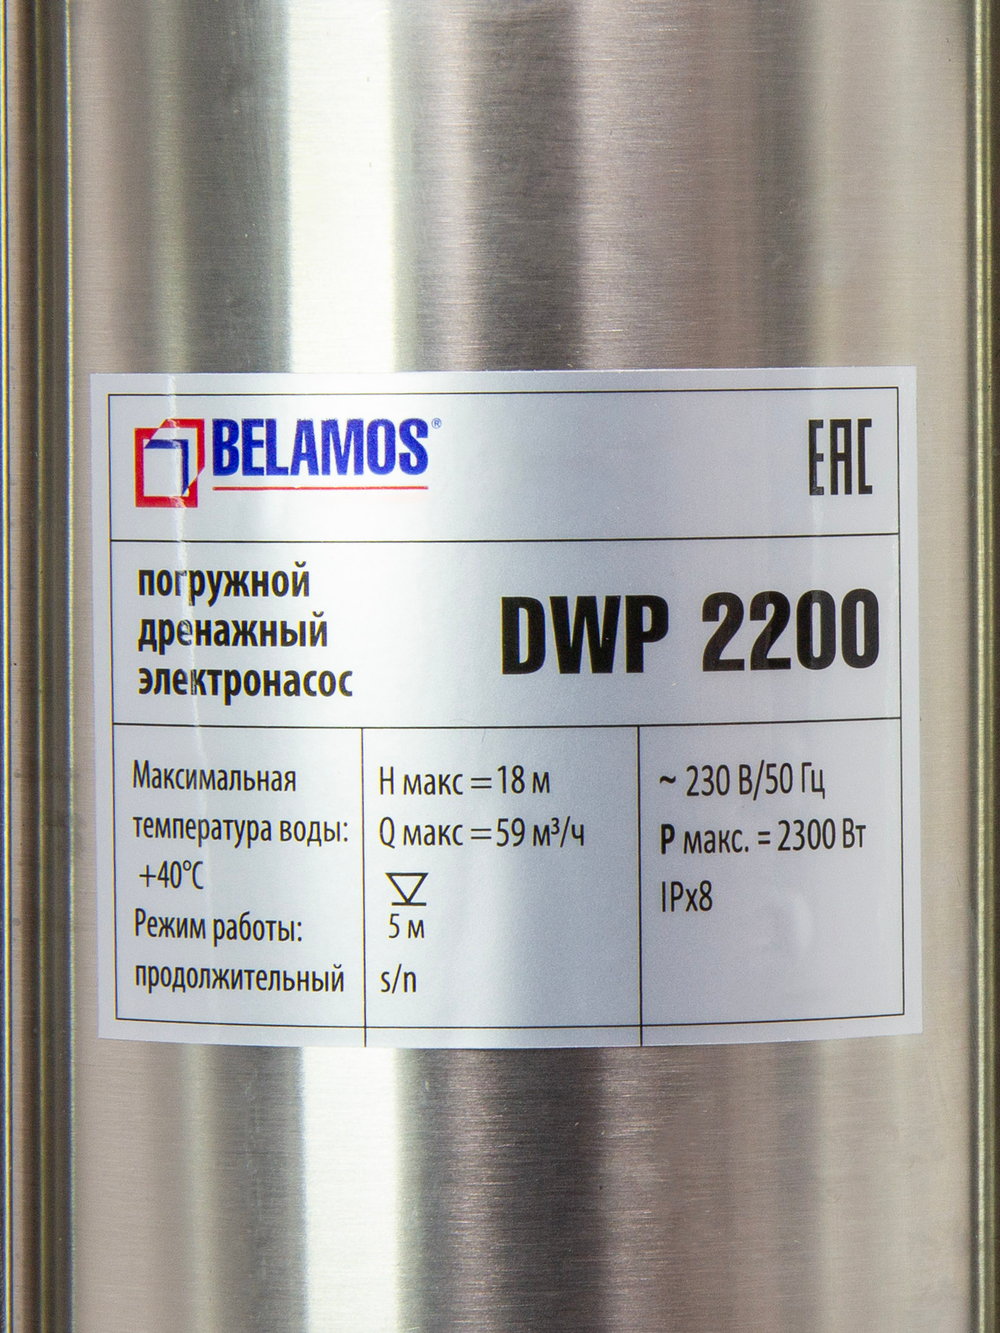 BELAMOS®
EAC
погружной
дренажный
электронасос
DWP 2200
Максимальная
температура воды:
+40°C
Режим работы:
продолжительный
H макс = 18 м
Q макс = 59 м³/ч
5 м
s/n
~ 230 В/50 Гц
P макс. = 2300 Вт
IPx8